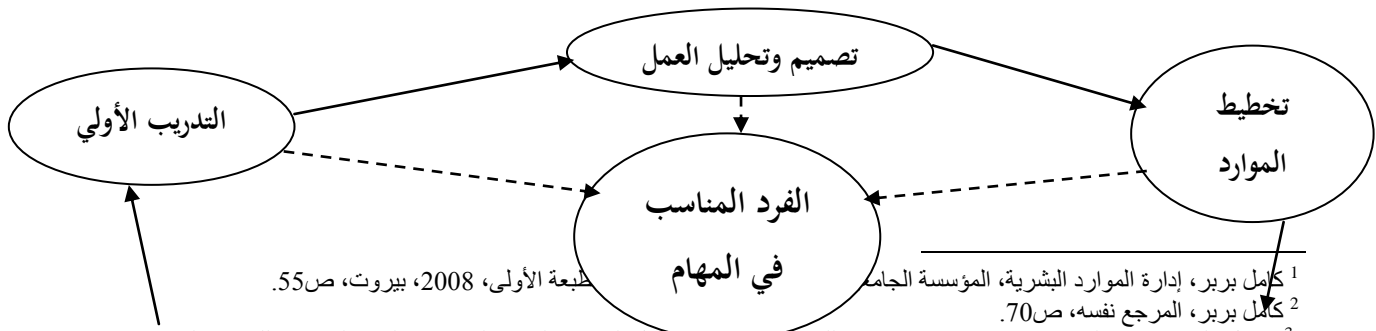 تصميم وتحليل العمل
تخطيط
الموارد
التدريب الأولي
الفرد المناسب
في المهام
1 كامل بربر، إدارة الموارد البشرية، المؤسسة الطبعة الأولى، 2008، بيروت، ص55.
2 كامل بربر، المرجع نفسه، ص70.
3